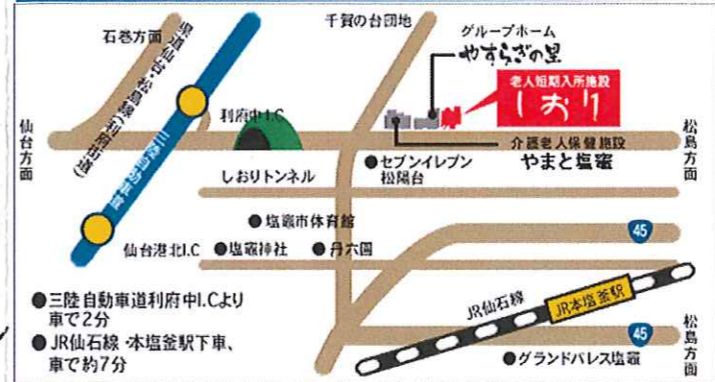 千賀の台団地
石巻方面
グループホーム
やすらぎの里
県道仙台・松島線(利府街道)
老人短期入所施設
しおり
利府中I.C
三陸自動車道
仙台方面
松島方面
介護老人保健施設
やまと塩竈
●セブンイレブン
松陽台
しおりトンネル
●塩竈市体育館
45
仙台港北I.C
●塩竈神社
●丹六園
●三陸自動車道利府中I.Cより
車で2分
JR仙石線
JR本塩釜駅
●JR仙石線・本塩釜駅下車、
車で約7分
45
松島方面
●グランドパレス塩竈